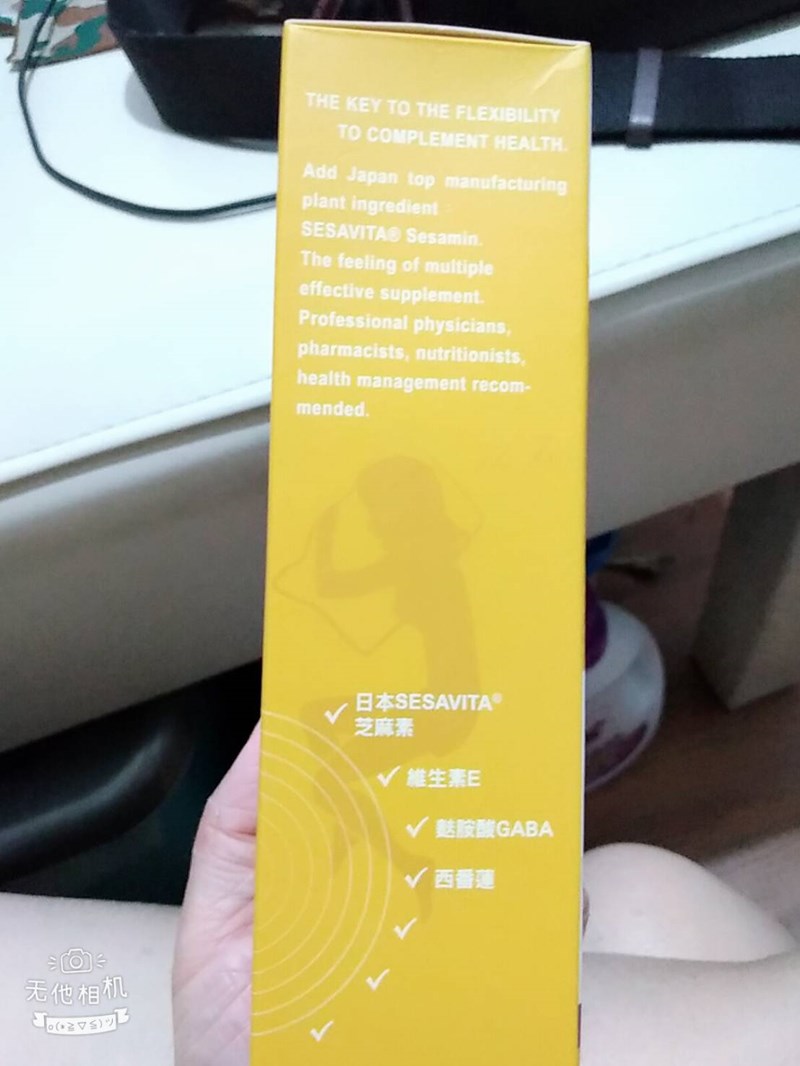 THE KEY TO THE FLEXIBILITY
TO COMPLEMENT HEALTH.
Add Japan top manufacturing
plant ingredient
SESAVITA® Sesamin.
The feeling of multiple
effective supplement.
Professional physicians,
pharmacists, nutritionists,
health management recom-
mended.
日本SESAVITA®
芝麻素
維生素E
麩胺酸GABA
西番蓮
无他相机
o(*≧▽≦)ツ